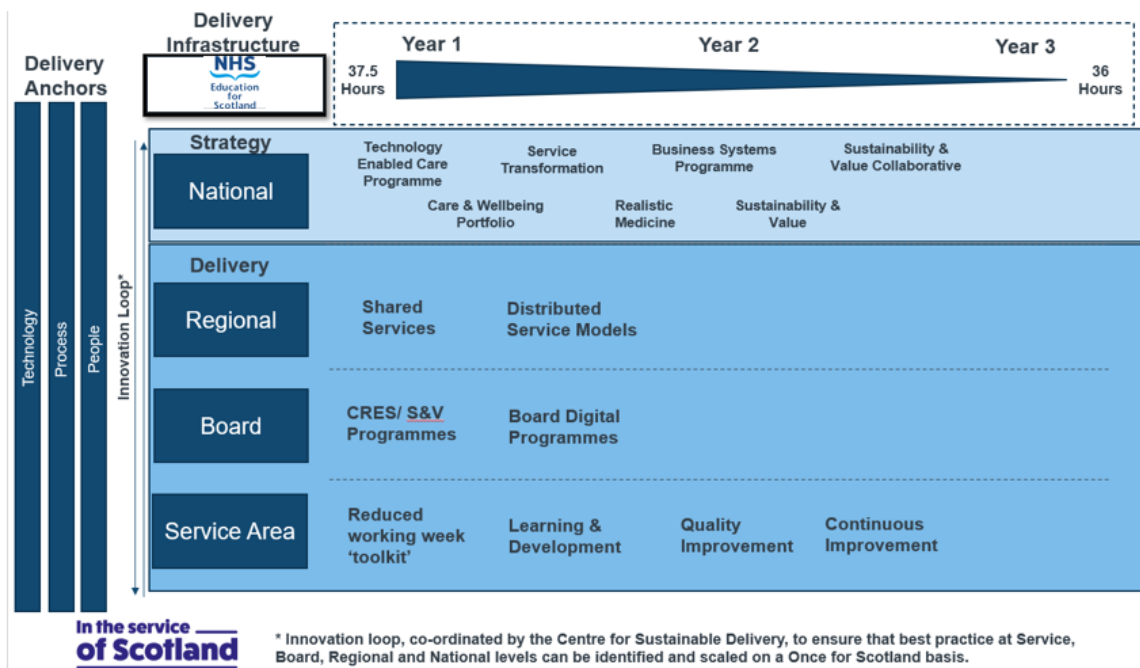 Delivery
Infrastructure
Delivery
Anchors
NHS
Education
for
Scotland
Year 1
Year 2
Year 3
37.5
Hours
36
Hours
Technology
Process
People
Innovation Loop*
Strategy
National
Technology
Enabled Care
Programme
Service
Transformation
Business Systems
Programme
Sustainability &
Value Collaborative
Care & Wellbeing
Portfolio
Realistic
Medicine
Sustainability &
Value
Delivery
Regional
Shared
Services
Distributed
Service Models
Board
CRES/ S&V
Programmes
Board Digital
Programmes
Service Area
Reduced
working week
‘toolkit’
Learning &
Development
Quality
Improvement
Continuous
Improvement
In the service
of Scotland
* Innovation loop, co-ordinated by the Centre for Sustainable Delivery, to ensure that best practice at Service,
Board, Regional and National levels can be identified and scaled on a Once for Scotland basis.